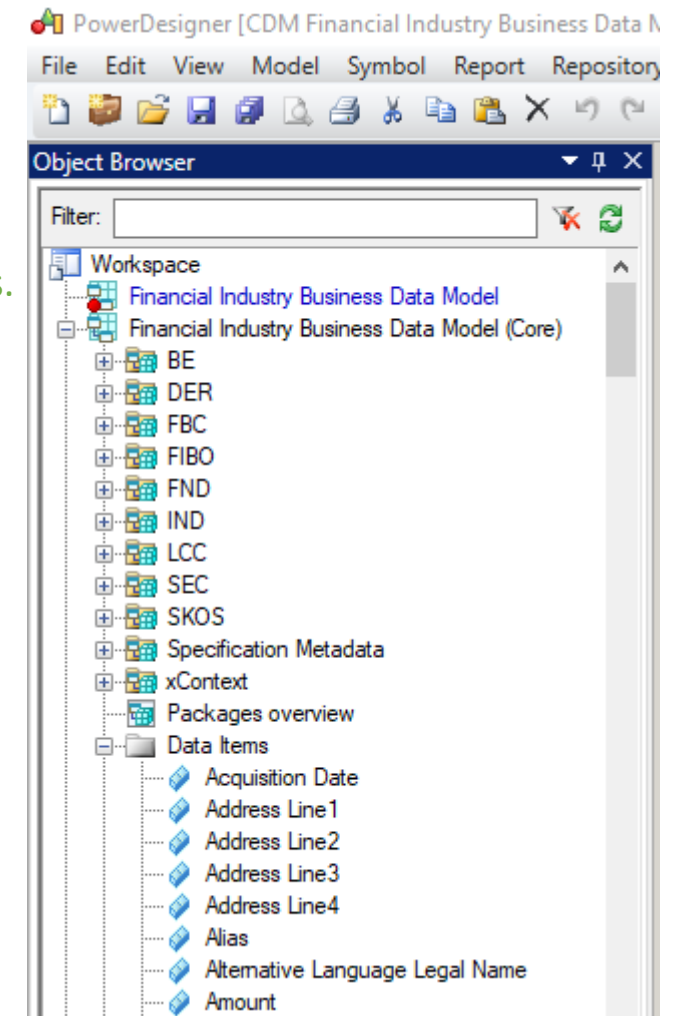 PowerDesigner [CDM Financial Industry Business Data M
File Edit View Model Symbol Report Repository
Object Browser
Filter:
Workspace
s.
Financial Industry Business Data Model
Financial Industry Business Data Model (Core)
BE
DER
FBC
FIBO
FND
IND
LCC
SEC
SKOS
Specification Metadata
xContext
Packages overview
Data Items
Acquisition Date
Address Line1
Address Line2
Address Line3
Address Line4
Alias
Alternative Language Legal Name
Amount